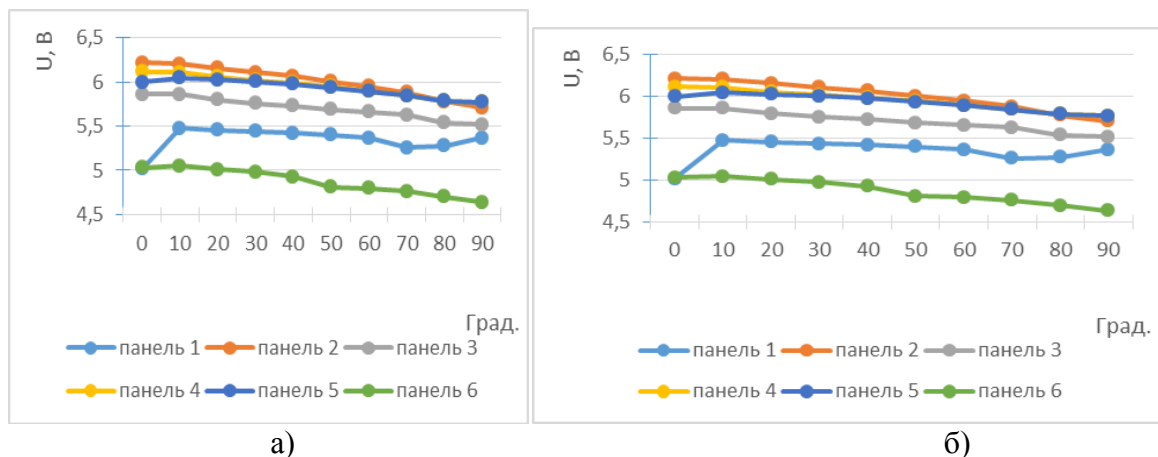 U, В
6,5
6
5,5
5
4,5
0 10 20 30 40 50 60 70 80 90
Град.
панель 1 панель 2 панель 3
панель 4 панель 5 панель 6
а)
U, В
6,5
6
5,5
5
4,5
0 10 20 30 40 50 60 70 80 90
Град.
панель 1 панель 2 панель 3
панель 4 панель 5 панель 6
б)